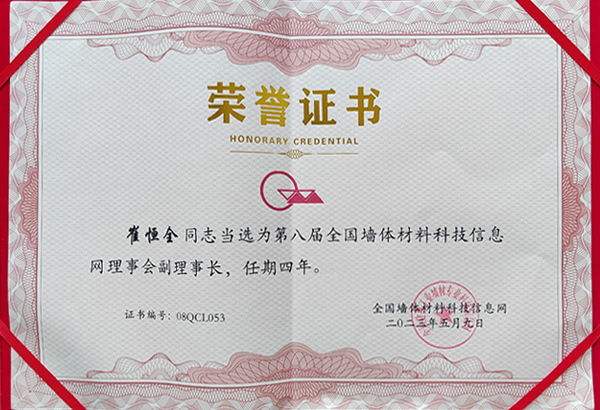 荣誉证书
HONORARY CREDENTIAL
崔恒全同志当选为第八届全国墙体材料科技信息
网理事会副理事长，任期四年。
证书编号：08QCL053
全国墙体材料科技信息网
二〇二三年五月九日